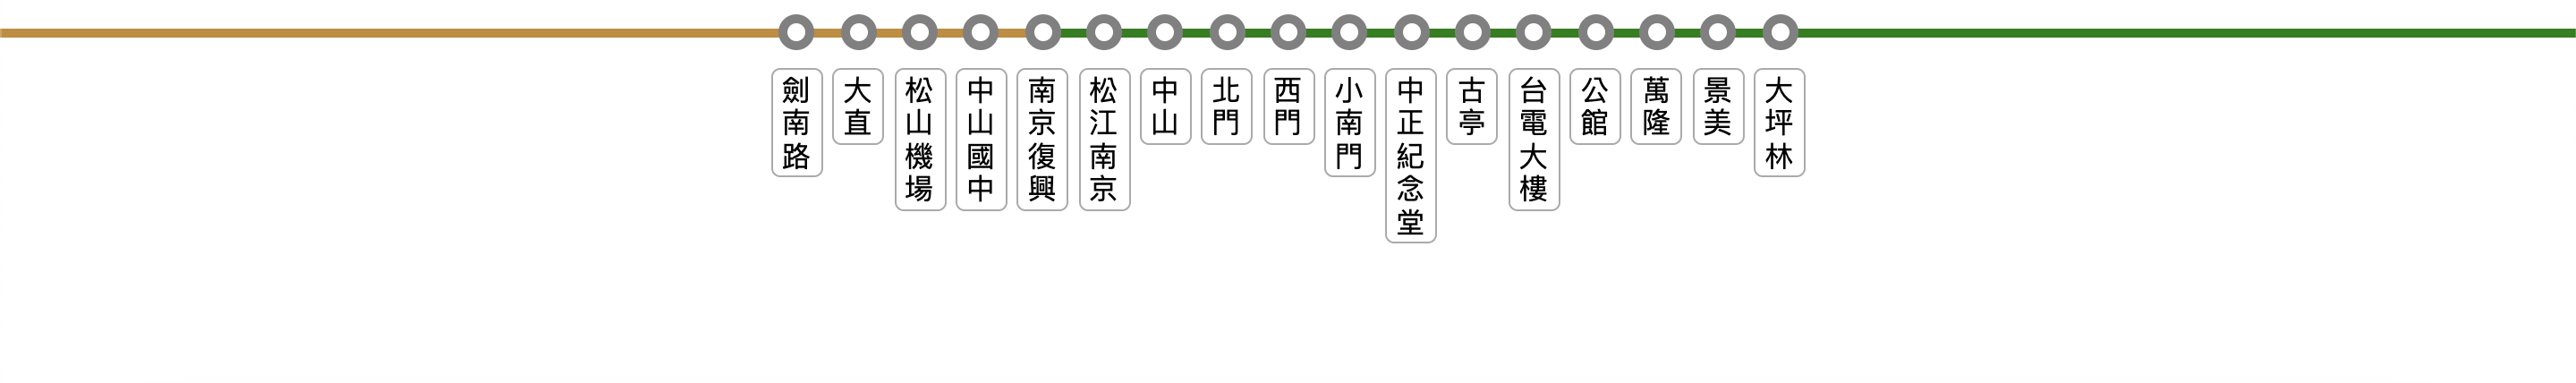 劍南路
大直
松山機場
中山國中
南京復興
松江南京
中山
北門
西門
小南門
中正紀念堂
古亭
台電大樓
公館
萬隆
景美
大坪林